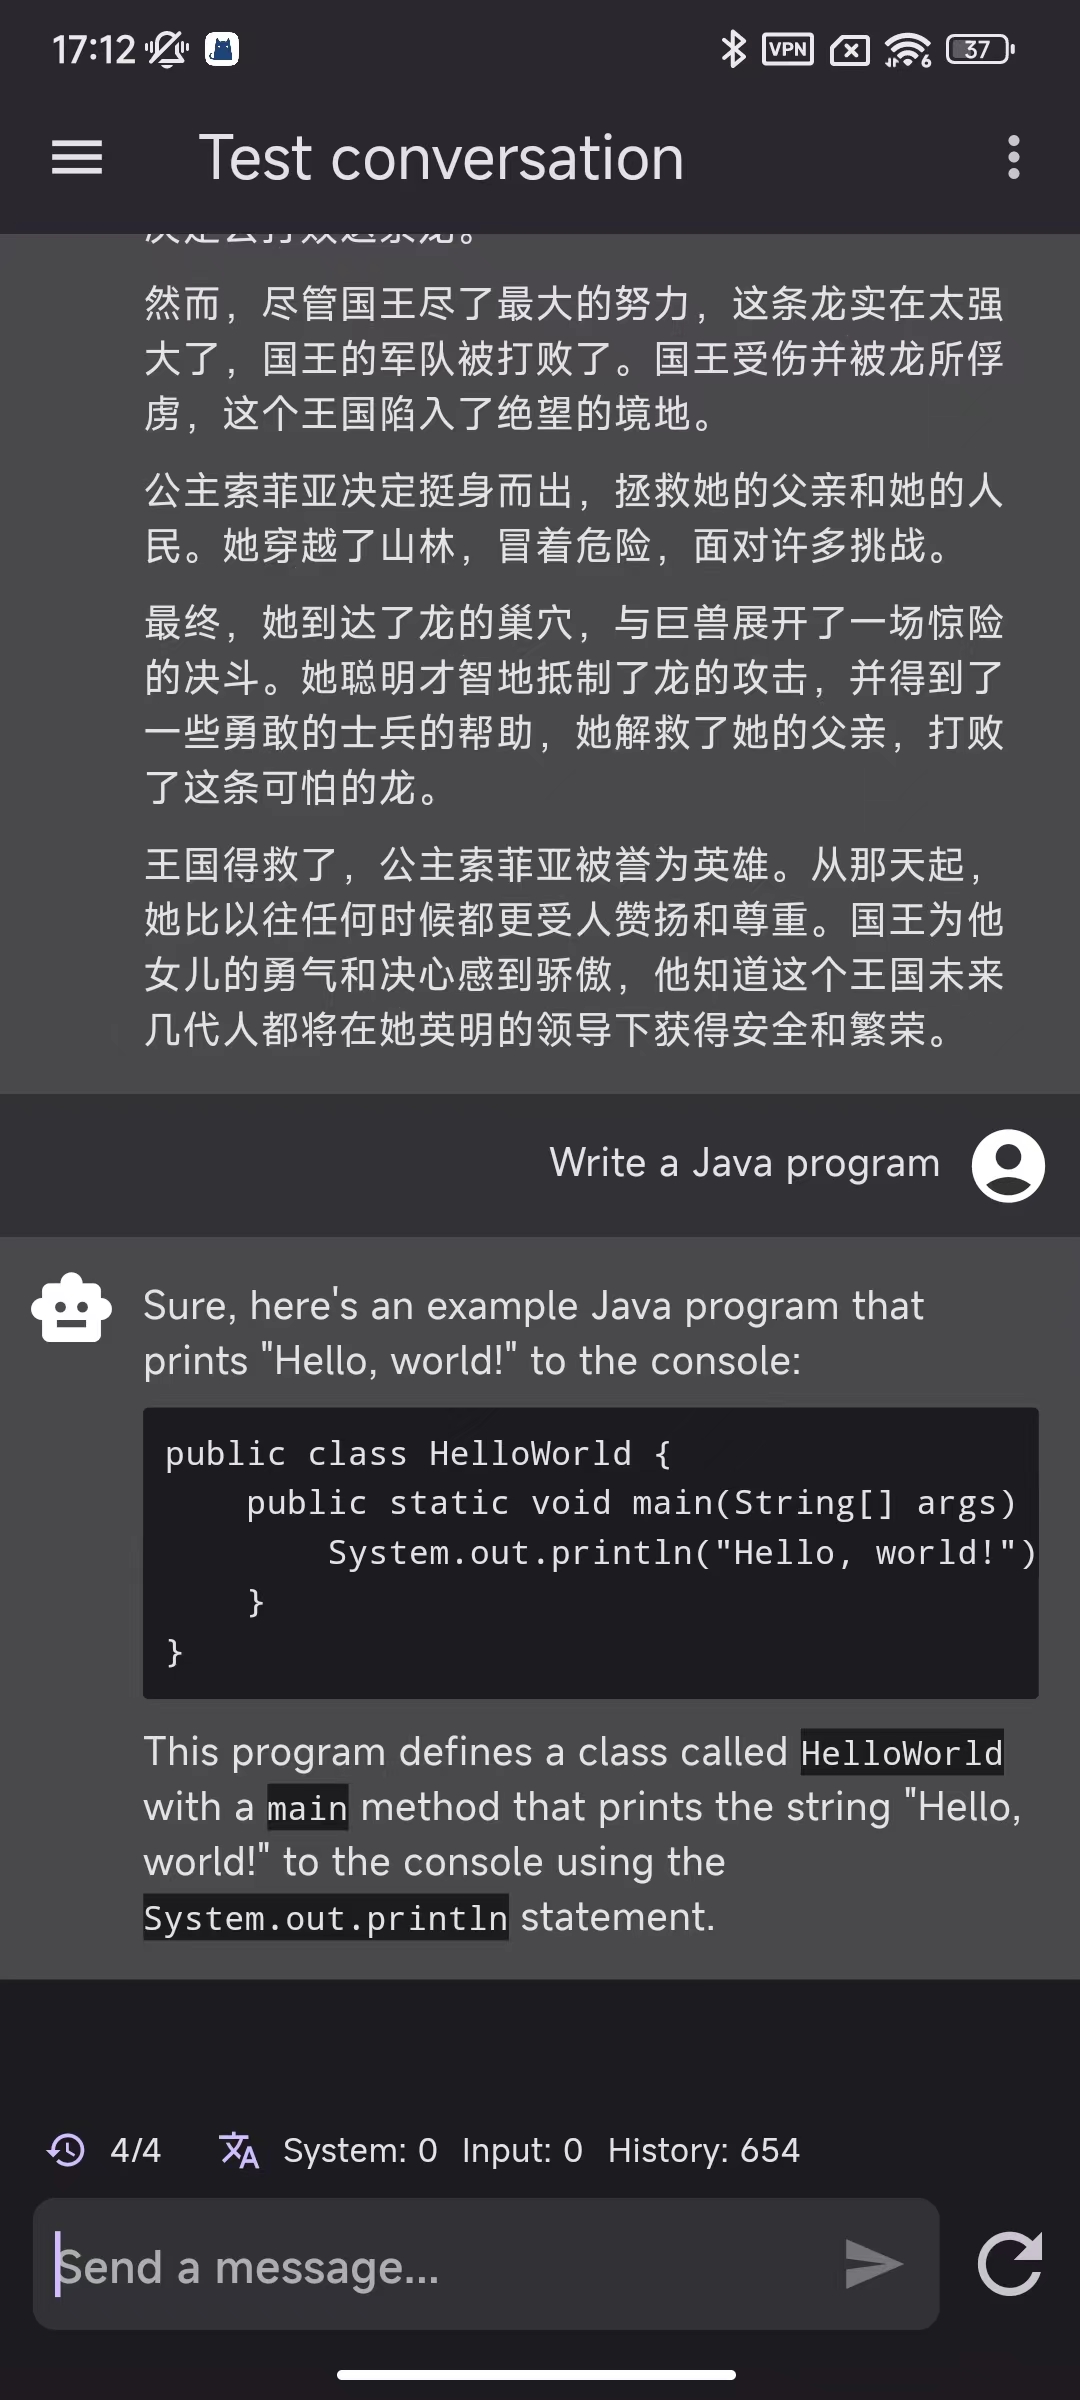 17:12
VPN
6
37
Test conversation
然而，尽管国王尽了最大的努力，这条龙实在太强
大了，国王的军队被打败了。国王受伤并被龙所俘
虏，这个王国陷入了绝望的境地。
公主索菲亚决定挺身而出，拯救她的父亲和她的人
民。她穿越了山林，冒着危险，面对许多挑战。
最终，她到达了龙的巢穴，与巨兽展开了一场惊险
的决斗。她聪明才智地抵制了龙的攻击，并得到了
一些勇敢的士兵的帮助，她解救了她的父亲，打败
了这条可怕的龙。
王国得救了，公主索菲亚被誉为英雄。从那天起，
她比以往任何时候都更受人赞扬和尊重。国王为他
女儿的勇气和决心感到骄傲，他知道这个王国未来
几代人都将在她英明的领导下获得安全和繁荣。
Write a Java program
Sure, here's an example Java program that
prints "Hello, world!" to the console:
public class HelloWorld {
    public static void main(String[] args)
        System.out.println("Hello, world!")
    }
}
This program defines a class called HelloWorld
with a main method that prints the string "Hello,
world!" to the console using the
System.out.println statement.
4/4 System: 0 Input: 0 History: 654
Send a message...